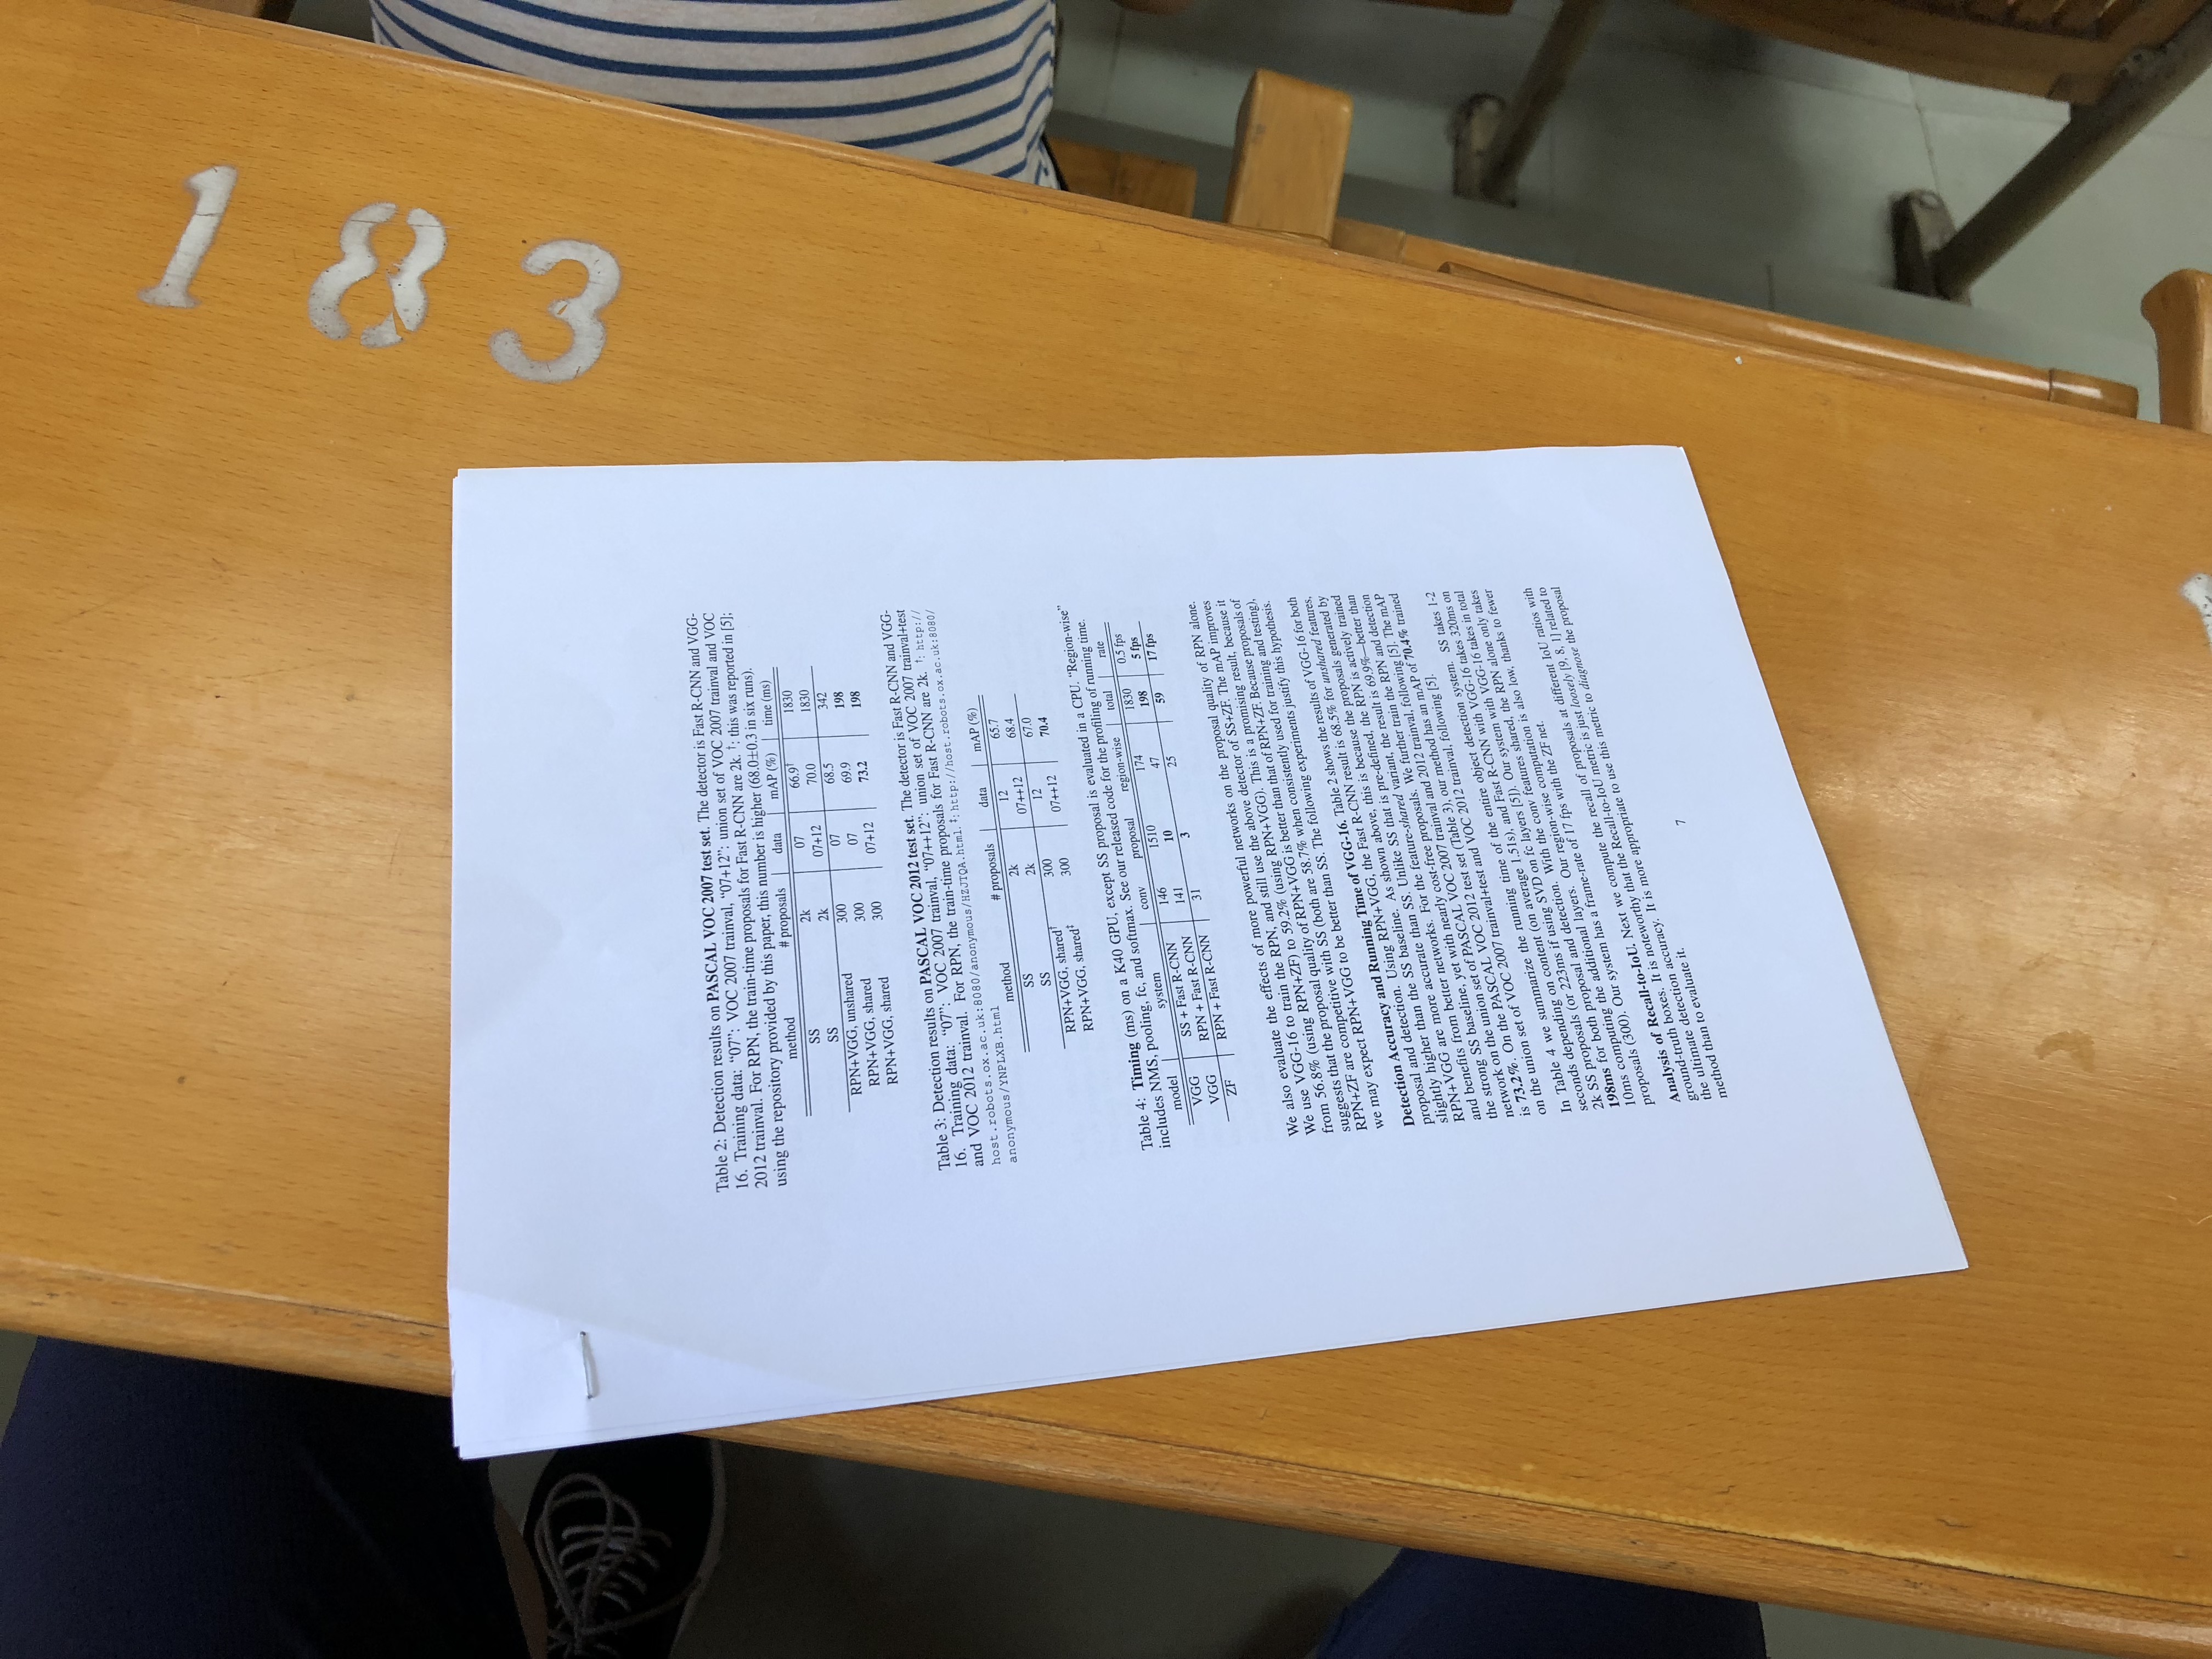 Table 2: Detection results on PASCAL VOC 2007 test set. The detector is Fast R-CNN and VGG-
16. Training data: “07”: VOC 2007 trainval, “07+12”: union set of VOC 2007 trainval and VOC
2012 trainval. For RPN, the train-time proposals for Fast R-CNN are 2k. †: this was reported in [5];
using the repository provided by this paper, this number is higher (68.0±0.3 in six runs).
method # proposals data mAP (%) time (ms)
SS 2k 07 66.9† 1830
SS 2k 07+12 70.0 1830
RPN+VGG, unshared 300 07 68.5 342
RPN+VGG, shared 300 07 69.9 198
RPN+VGG, shared 300 07+12 73.2 198
Table 3: Detection results on PASCAL VOC 2012 test set. The detector is Fast R-CNN and VGG-
16. Training data: “07”: VOC 2007 trainval, “07++12”: union set of VOC 2007 trainval+test
and VOC 2012 trainval. For RPN, the train-time proposals for Fast R-CNN are 2k. †: http://
host.robots.ox.ac.uk:8080/anonymous/HZJTQA.html. ‡: http://host.robots.ox.ac.uk:8080/
anonymous/YNPLXB.html
method # proposals data mAP (%)
SS 2k 12 65.7
SS 2k 07++12 68.4
RPN+VGG, shared† 300 12 67.0
RPN+VGG, shared‡ 300 07++12 70.4
Table 4: Timing (ms) on a K40 GPU, except SS proposal is evaluated in a CPU. “Region-wise”
includes NMS, pooling, fc, and softmax. See our released code for the profiling of running time.
model system conv proposal region-wise total rate
VGG SS + Fast R-CNN 146 1510 174 1830 0.5 fps
VGG RPN + Fast R-CNN 141 10 47 198 5 fps
ZF RPN + Fast R-CNN 31 3 25 59 17 fps
We also evaluate the effects of more powerful networks on the proposal quality of RPN alone.
We use VGG-16 to train the RPN, and still use the above detector of SS+ZF. The mAP improves
from 56.8% (using RPN+ZF) to 59.2% (using RPN+VGG). This is a promising result, because it
suggests that the proposal quality of RPN+VGG is better than that of RPN+ZF. Because proposals of
RPN+ZF are competitive with SS (both are 58.7% when consistently used for training and testing),
we may expect RPN+VGG to be better than SS. The following experiments justify this hypothesis.
Detection Accuracy and Running Time of VGG-16. Table 2 shows the results of VGG-16 for both
proposal and detection. Using RPN+VGG, the Fast R-CNN result is 68.5% for unshared features,
slightly higher than the SS baseline. As shown above, this is because the proposals generated by
RPN+VGG are more accurate than SS. Unlike SS that is pre-defined, the RPN is actively trained
and benefits from better networks. For the feature-shared variant, the result is 69.9%—better than
the strong SS baseline, yet with nearly cost-free proposals. We further train the RPN and detection
network on the union set of PASCAL VOC 2007 trainval and 2012 trainval, following [5]. The mAP
is 73.2%. On the PASCAL VOC 2012 test set (Table 3), our method has an mAP of 70.4% trained
on the union set of VOC 2007 trainval+test and VOC 2012 trainval, following [5].
In Table 4 we summarize the running time of the entire object detection system. SS takes 1-2
seconds depending on content (on average 1.51s), and Fast R-CNN with VGG-16 takes 320ms on
2k SS proposals (or 223ms if using SVD on fc layers [5]). Our system with VGG-16 takes in total
198ms for both proposal and detection. With the conv features shared, the RPN alone only takes
10ms computing the additional layers. Our region-wise computation is also low, thanks to fewer
proposals (300). Our system has a frame-rate of 17 fps with the ZF net.
Analysis of Recall-to-IoU. Next we compute the recall of proposals at different IoU ratios with
ground-truth boxes. It is noteworthy that the Recall-to-IoU metric is just loosely [9, 8, 1] related to
the ultimate detection accuracy. It is more appropriate to use this metric to diagnose the proposal
method than to evaluate it.
7
183